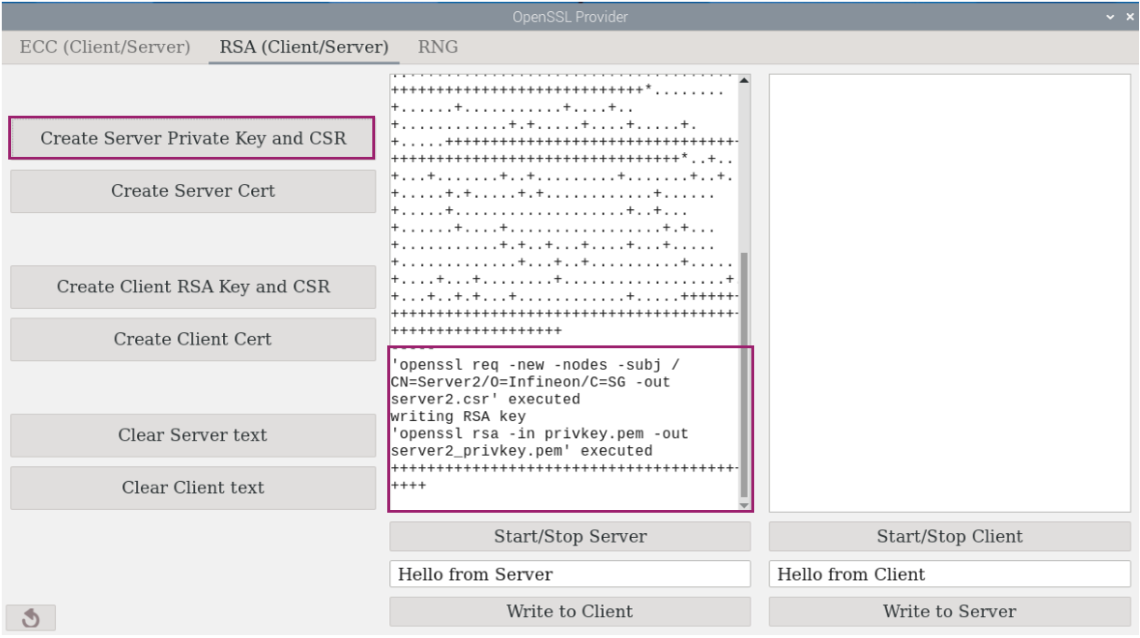 OpenSSL Provider
ECC (Client/Server) RSA (Client/Server) RNG
Create Server Private Key and CSR
Create Server Cert
Create Client RSA Key and CSR
Create Client Cert
Clear Server text
Clear Client text
+++++++++++++++++++++++++++++*........
+......+............+....+..
+.............+.+.....+....+.....+.
+.....++++++++++++++++++++++++++++++++++
+++++++++++++++++++++++++++++++++*..+..
+...+.......+..+.........+.......+..+.
+.....+.+.....+.+............+......
+.....+....................+..+...
+......+....+..................+.+...
+...........+.+..+...+....+...+.....
+.............+...+..+..........+.....
+....+...+........+...................+
+...+..+.+...+............+.....+++++++
+++++++++++++++++++++++++++++++++++++++
+++++++++++++++++++
-----
'openssl req -new -nodes -subj /
CN=Server2/O=Infineon/C=SG -out
server2.csr' executed
writing RSA key
'openssl rsa -in privkey.pem -out
server2_privkey.pem' executed
+++++++++++++++++++++++++++++++++++++++
++++
Start/Stop Server
Hello from Server
Write to Client
Start/Stop Client
Hello from Client
Write to Server